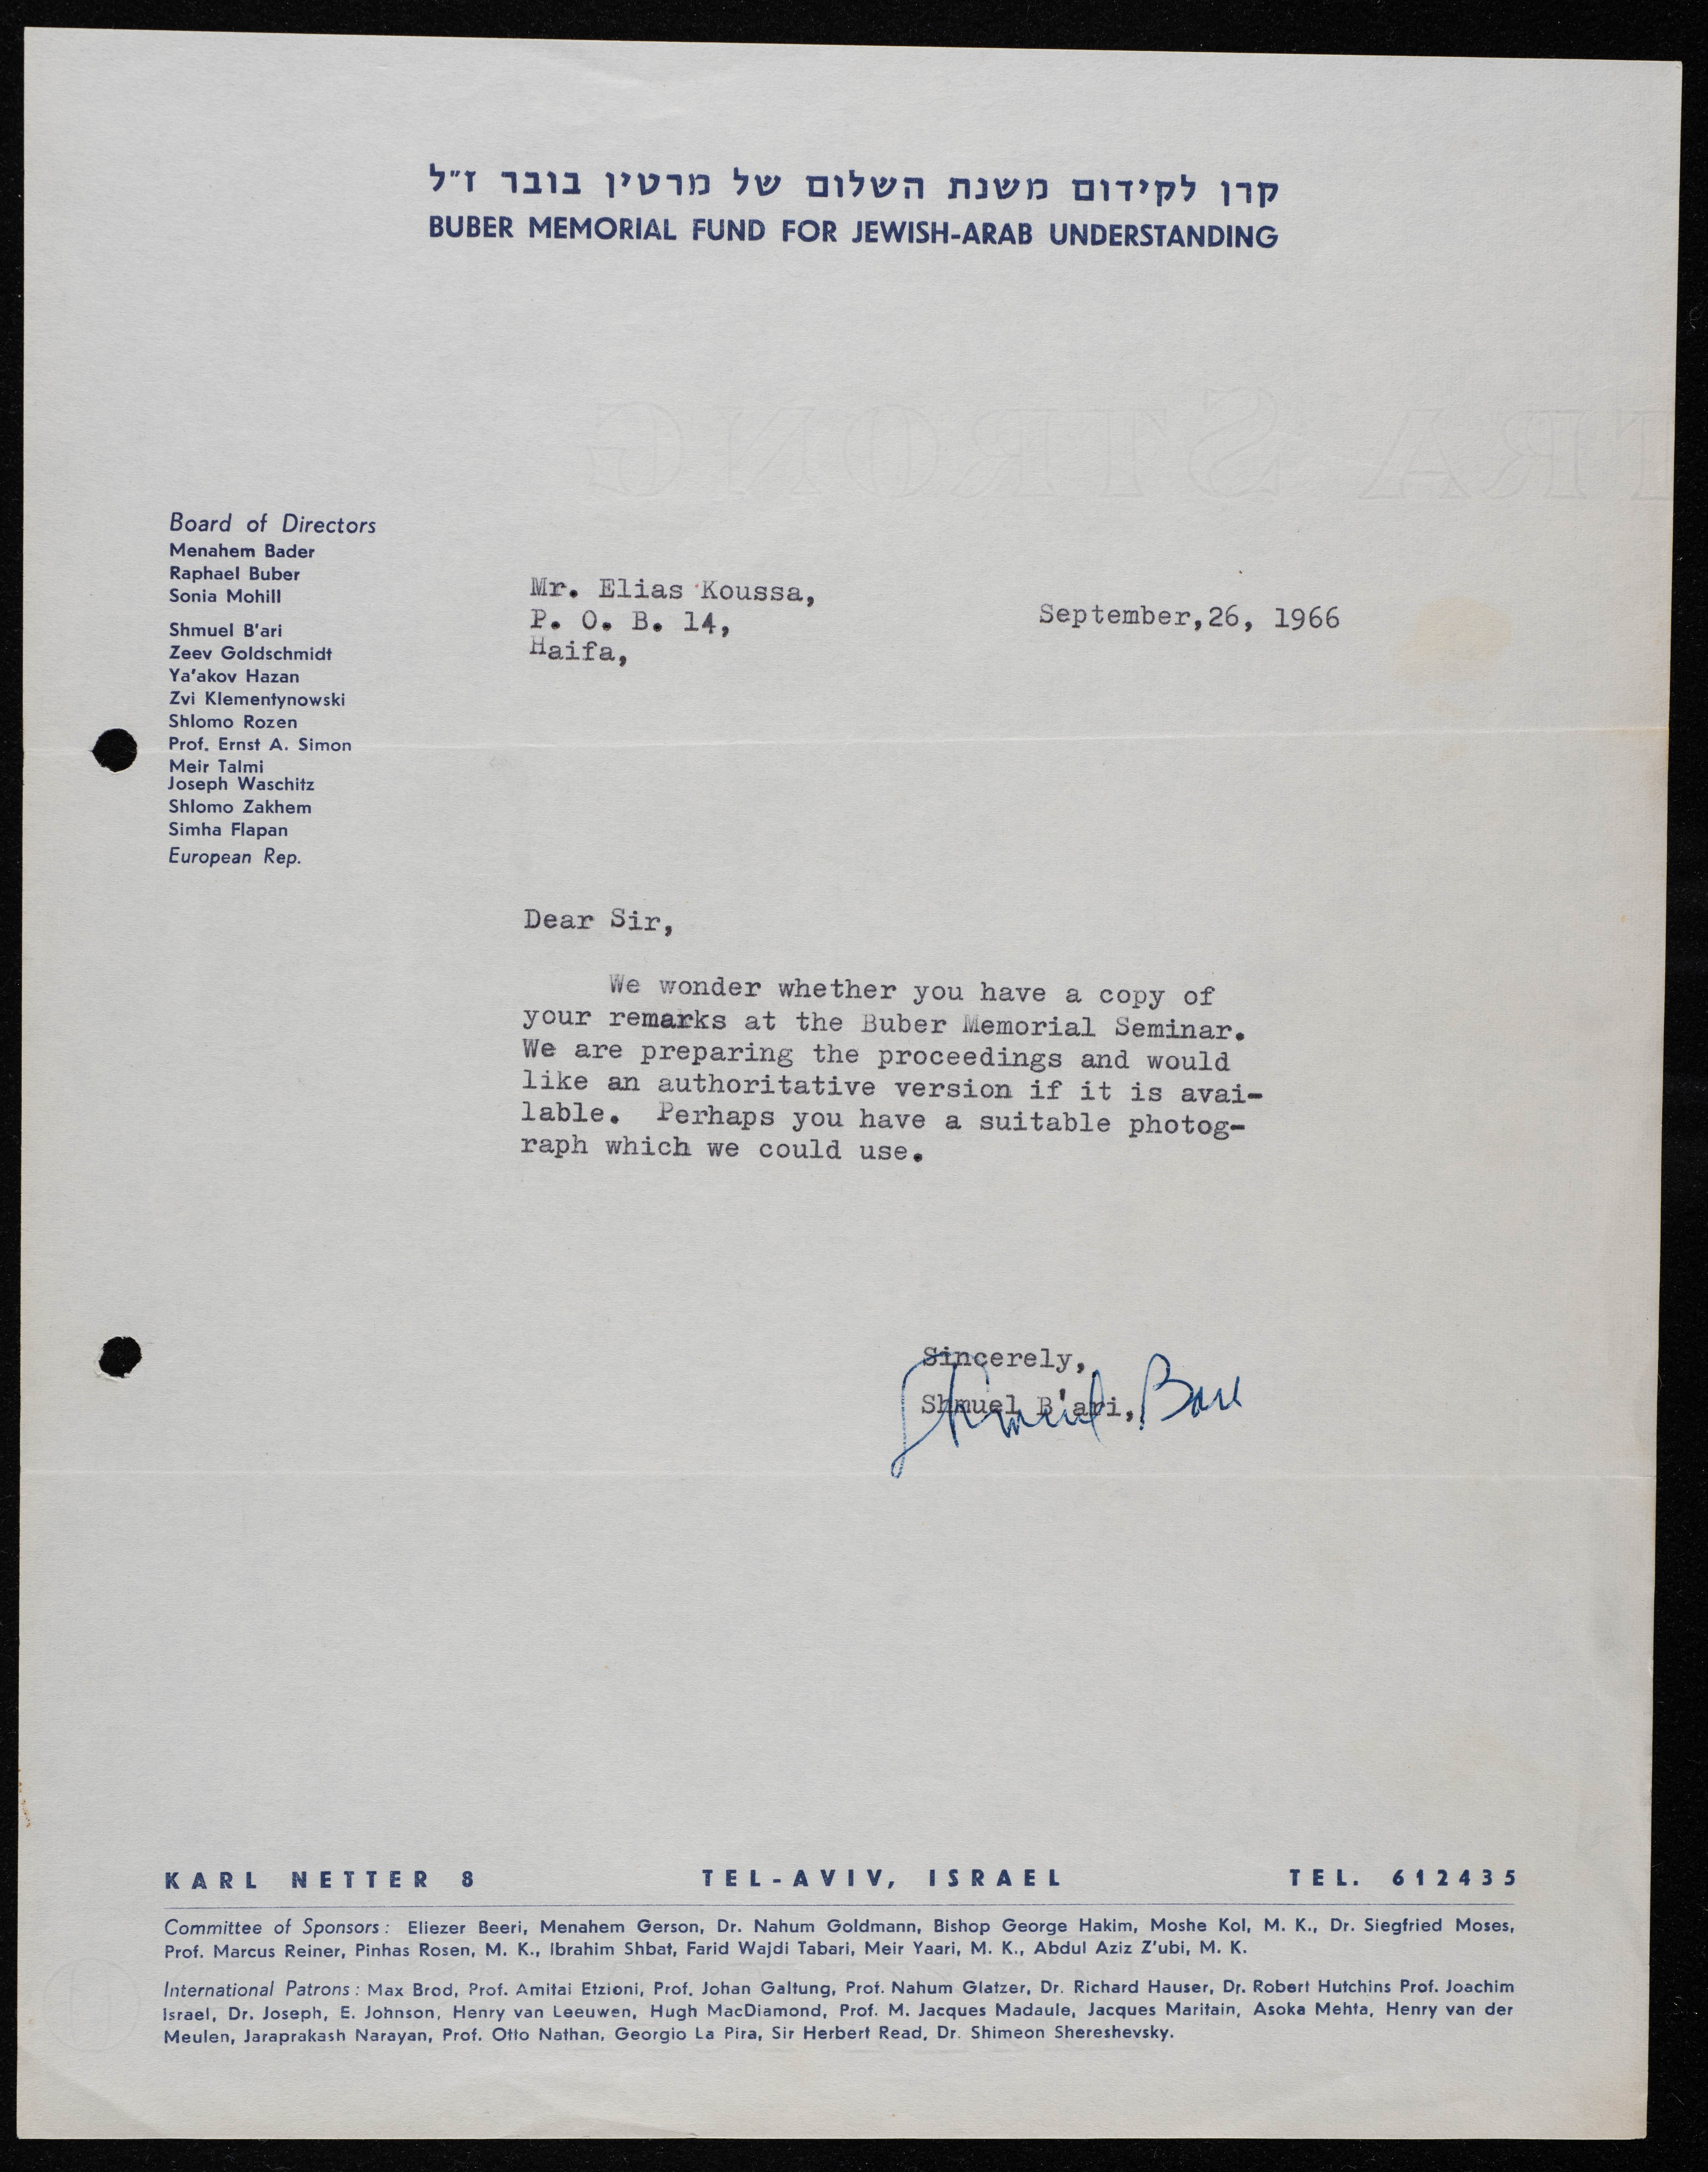 קרן לקידום משנת השלום של מרטין בובר ז״ל
BUBER MEMORIAL FUND FOR JEWISH-ARAB UNDERSTANDING
TRA STRONG
Board of Directors
Menahem Bader
Raphael Buber
Sonia Mohill
Shmuel B'ari
Zeev Goldschmidt
Ya'akov Hazan
Zvi Klementynowski
Shlomo Rozen
Prof. Ernst A. Simon
Meir Talmi
Joseph Waschitz
Shlomo Zakhem
Simha Flapan
European Rep.
Mr. Elias Koussa,
P. O. B. 14,
Haifa,
September,26, 1966
Dear Sir,
We wonder whether you have a copy of
your remarks at the Buber Memorial Seminar.
We are preparing the proceedings and would
like an authoritative version if it is avai-
lable. Perhaps you have a suitable photog-
raph which we could use.
Sincerely,
Shmuel B'ari,
KARL NETTER 8 TEL-AVIV, ISRAEL TEL. 612435
Committee of Sponsors: Eliezer Beeri, Menahem Gerson, Dr. Nahum Goldmann, Bishop George Hakim, Moshe Kol, M. K., Dr. Siegfried Moses,
Prof. Marcus Reiner, Pinhas Rosen, M. K., Ibrahim Shbat, Farid Wajdi Tabari, Meir Yaari, M. K., Abdul Aziz Z'ubi, M. K.
International Patrons: Max Brod, Prof. Amitai Etzioni, Prof. Johan Galtung, Prof. Nahum Glatzer, Dr. Richard Hauser, Dr. Robert Hutchins Prof. Joachim
Israel, Dr. Joseph, E. Johnson, Henry van Leeuwen, Hugh MacDiamond, Prof. M. Jacques Madaule, Jacques Maritain, Asoka Mehta, Henry van der
Meulen, Jaraprakash Narayan, Prof. Otto Nathan, Georgio La Pira, Sir Herbert Read, Dr. Shimeon Shereshevsky.